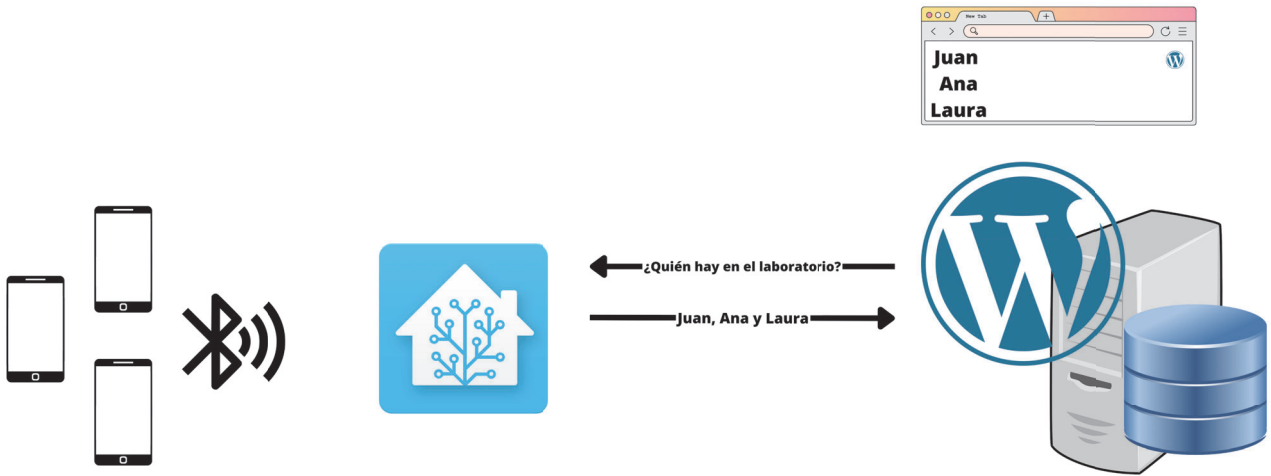 New Tab
Juan
Ana
Laura
¿Quién hay en el laboratorio?
Juan, Ana y Laura